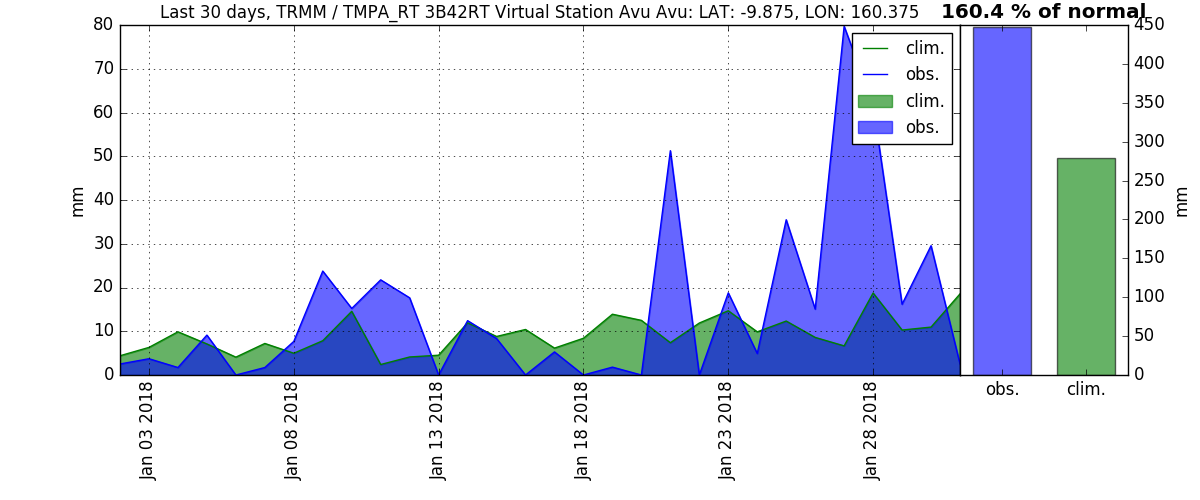 Last 30 days, TRMM / TMPA_RT 3B42RT Virtual Station Avu Avu: LAT: -9.875, LON: 160.375
160.4 % of normal
80
70
60
50
40
30
20
10
0
mm
clim.
obs.
clim.
obs.
450
400
350
300
250
200
150
100
50
0
mm
Jan 03 2018
Jan 08 2018
Jan 13 2018
Jan 18 2018
Jan 23 2018
Jan 28 2018
obs.
clim.